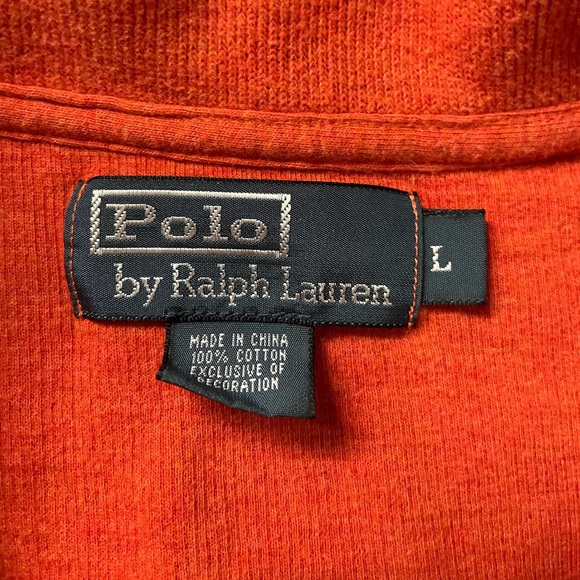 Polo
by Ralph Lauren
L
MADE IN CHINA
100% COTTON
EXCLUSIVE OF
DECORATION